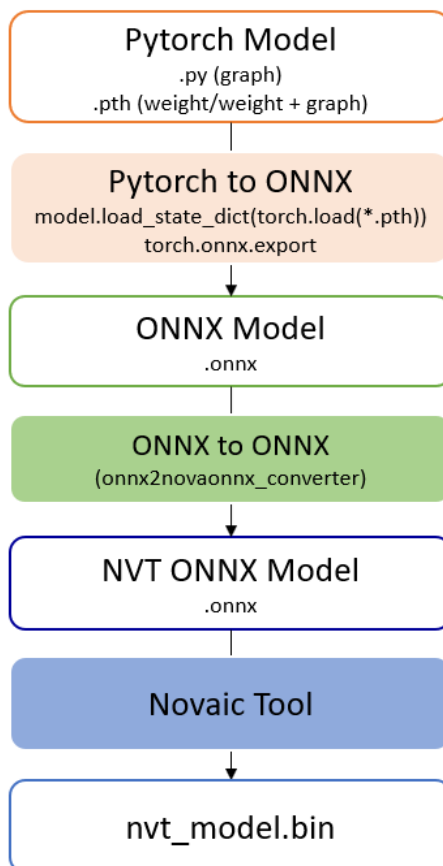 Pytorch Model
.py (graph)
.pth (weight/weight + graph)
Pytorch to ONNX
model.load_state_dict(torch.load(*.pth))
torch.onnx.export
ONNX Model
.onnx
ONNX to ONNX
(onnx2novaonnx_converter)
NVT ONNX Model
.onnx
Novaic Tool
nvt_model.bin